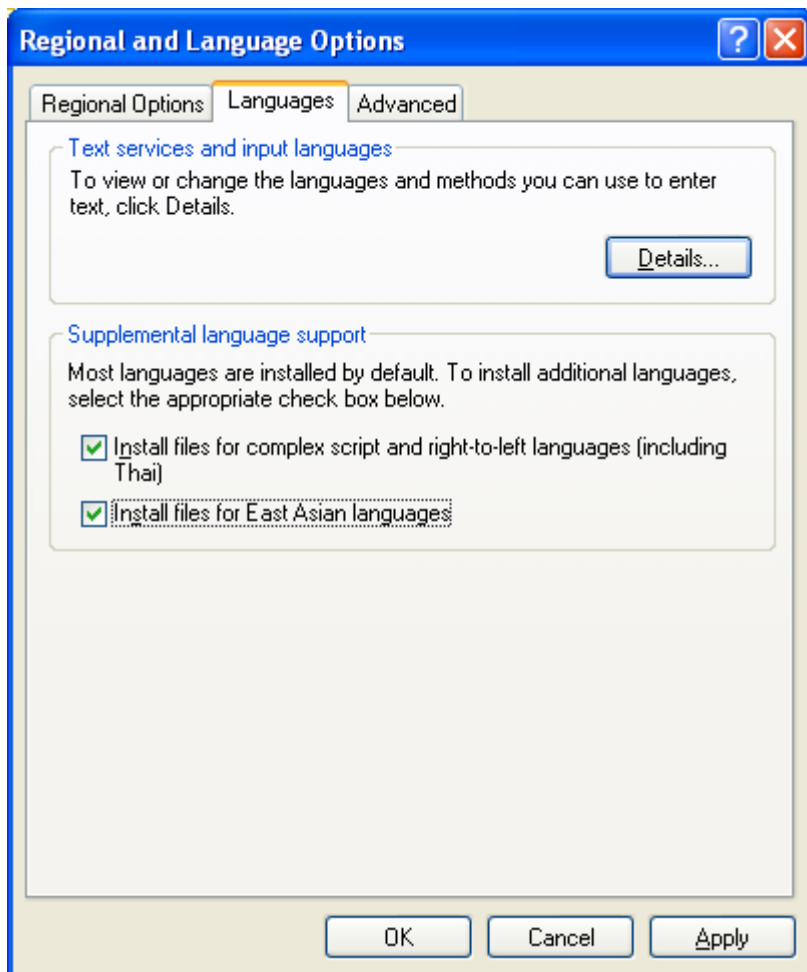 Regional and Language Options
Regional Options Languages Advanced
Text services and input languages
To view or change the languages and methods you can use to enter
text, click Details.
Details...
Supplemental language support
Most languages are installed by default. To install additional languages,
select the appropriate check box below.
Install files for complex script and right-to-left languages (including
Thai)
Install files for East Asian languages
OK Cancel Apply